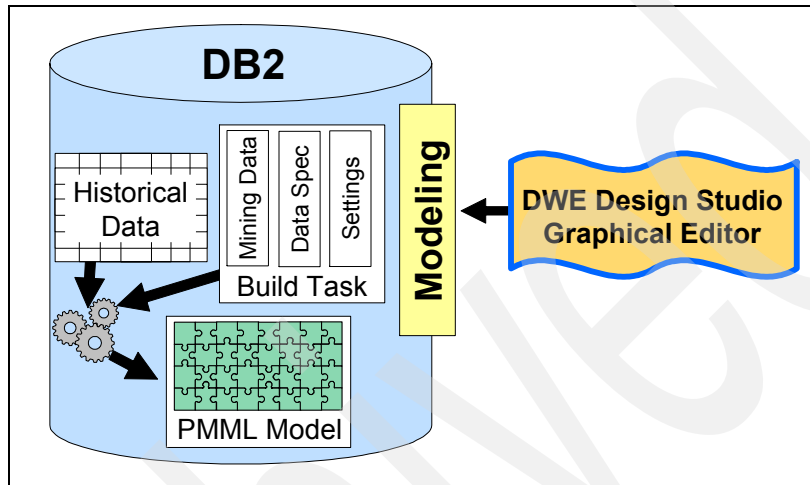 DB2
Historical
Data
Mining Data
Data Spec
Settings
Build Task
Modeling
DWE Design Studio
Graphical Editor
PMML Model